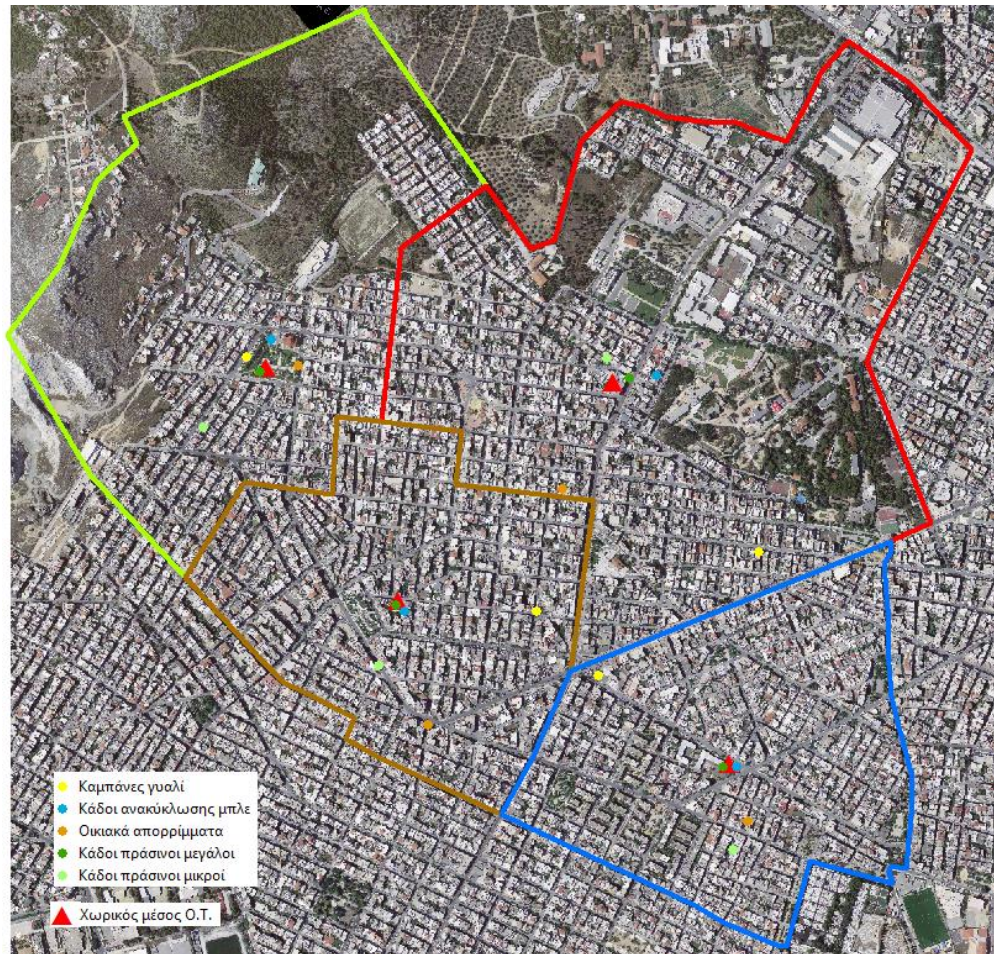 Καμπάνες γυαλί
Κάδοι ανακύκλωσης μπλε
Οικιακά απορρίμματα
Κάδοι πράσινοι μεγάλοι
Κάδοι πράσινοι μικροί
Χωρικός μέσος Ο.Τ.